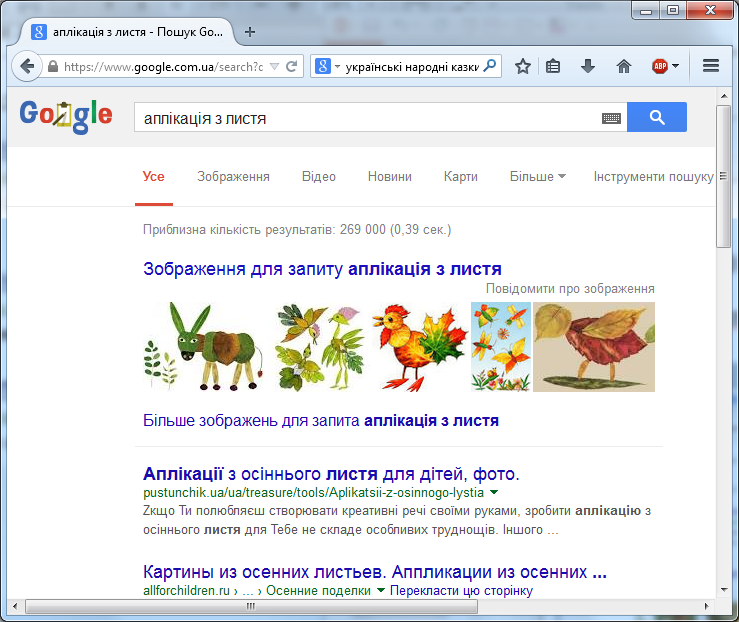 аплікація з листя - Пошук Go...
https://www.google.com.ua/search?c
українські народні казки
ABP
Google
аплікація з листя
Усе Зображення Відео Новини Карти Більше Інструменти пошуку
Приблизна кількість результатів: 269 000 (0,39 сек.)
Зображення для запиту аплікація з листя
Повідомити про зображення
Більше зображень для запита аплікація з листя
Аплікації з осіннього листя для дітей, фото.
pustunchik.ua/ua/treasure/tools/Aplikatsii-z-osinnogo-lystia
Zкщо Ти полюбляєш створювати креативні речі своїми руками, зробити аплікацію з
осіннього листя для Тебе не складе особливих труднощів. Іншого ...
Картины из осенних листьев. Аппликации из осенних ...
allforchildren.ru › ... › Осенние поделки Перекласти цю сторінку